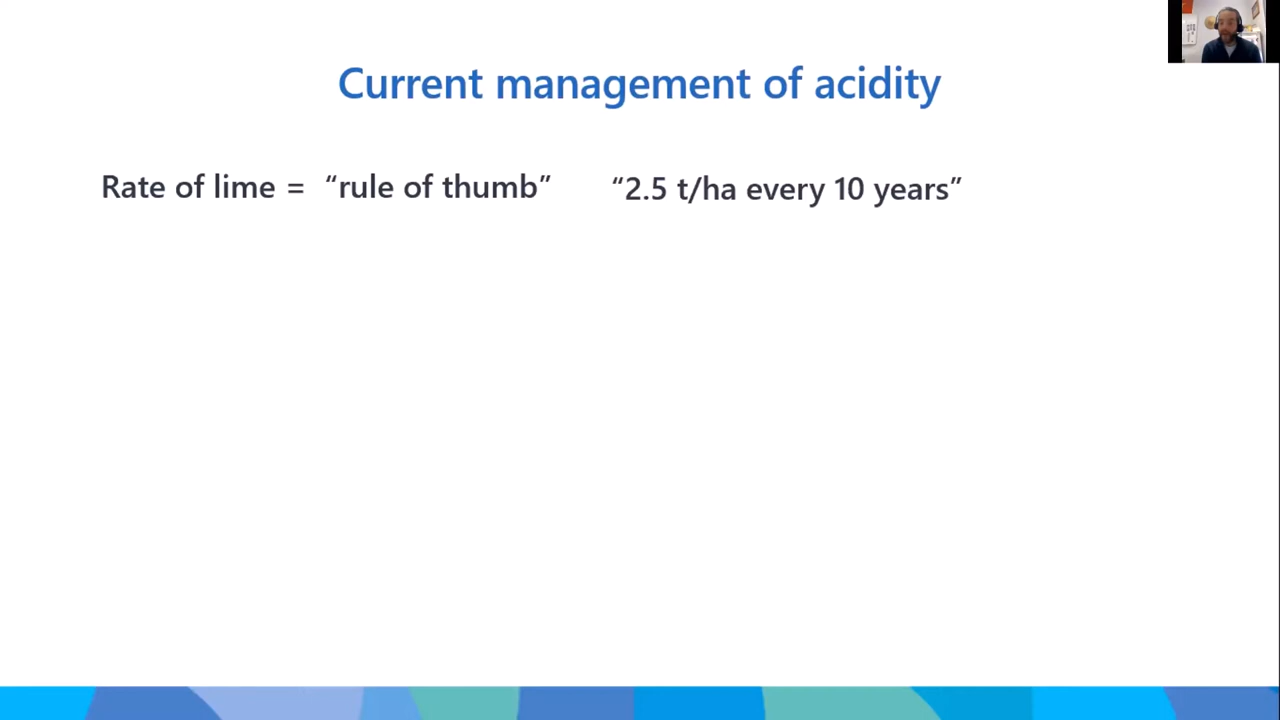 Current management of acidity
Rate of lime = “rule of thumb” “2.5 t/ha every 10 years”